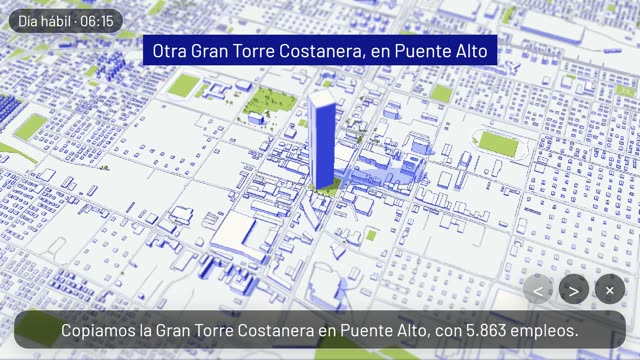 Día hábil · 06:15
Otra Gran Torre Costanera, en Puente Alto
< > ×
Copiamos la Gran Torre Costanera en Puente Alto, con 5.863 empleos.